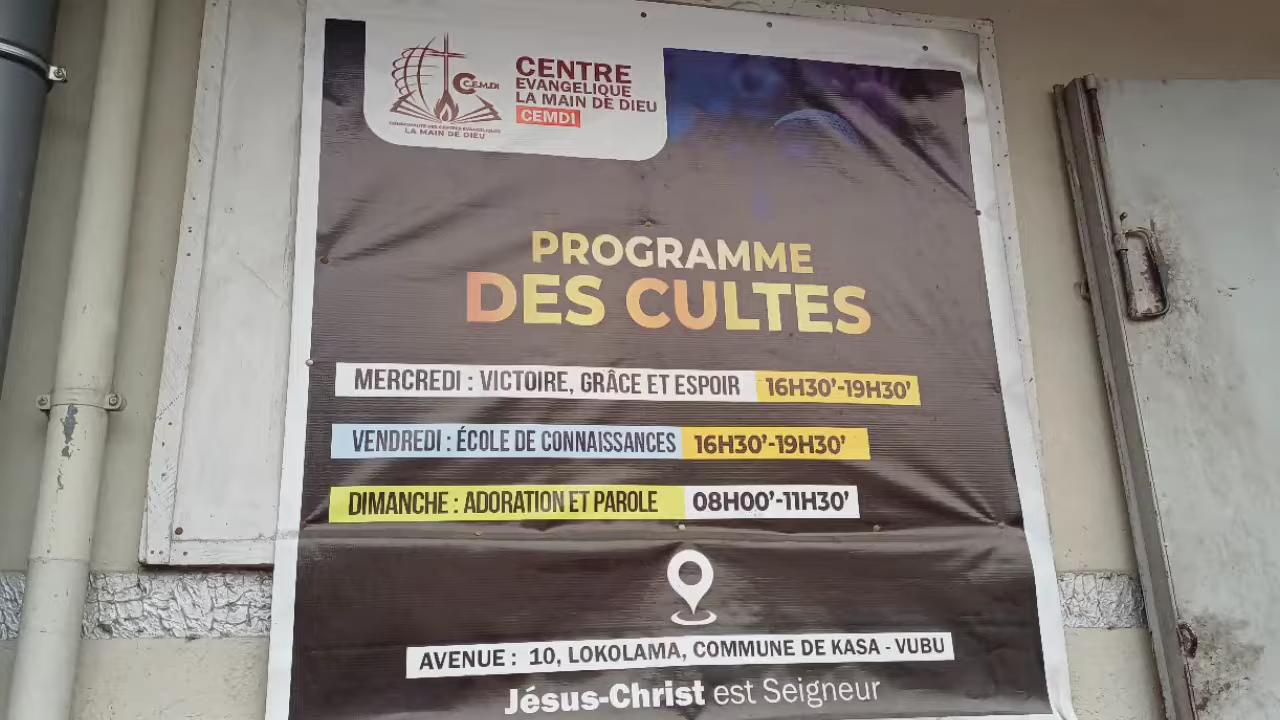 CENTRE
EVANGELIQUE
LA MAIN DE DIEU
CEMDI
C.E.M.DI
COMMUNAUTE DES CENTRES EVANGELIQUES
LA MAIN DE DIEU
PROGRAMME
DES CULTES
MERCREDI : VICTOIRE, GRÂCE ET ESPOIR 16H30'-19H30'
VENDREDI : ÉCOLE DE CONNAISSANCES 16H30'-19H30'
DIMANCHE : ADORATION ET PAROLE 08H00'-11H30'
AVENUE : 10, LOKOLAMA, COMMUNE DE KASA - VUBU
Jésus-Christ est Seigneur